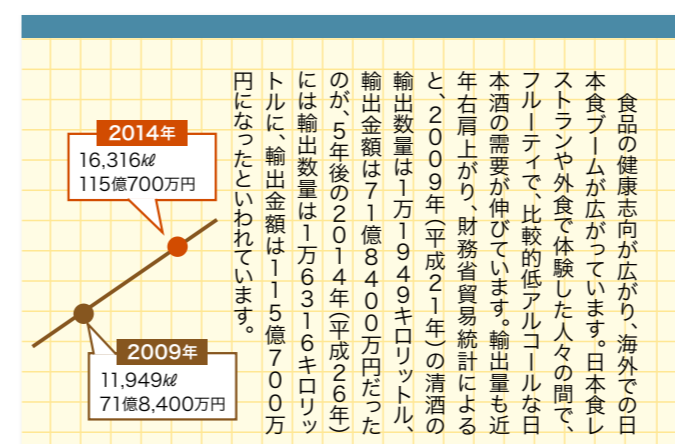 食品の健康志向が広がり、海外での日
本食ブームが広がっています。日本食レ
ストランや外食で体験した人々の間で、
フルーティで、比較的低アルコールな日
本酒の需要が伸びています。輸出量も近
年右肩上がり、財務省貿易統計による
と、2009年(平成21年)の清酒の
輸出数量は1万1949キロリットル、
輸出金額は71億8400万円だった
のが、5年後の2014年(平成26年)
には輸出数量は1万6316キロリッ
トルに、輸出金額は115億700万
円になったといわれています。
2014年
16,316㎘
115億700万円
2009年
11,949㎘
71億8,400万円